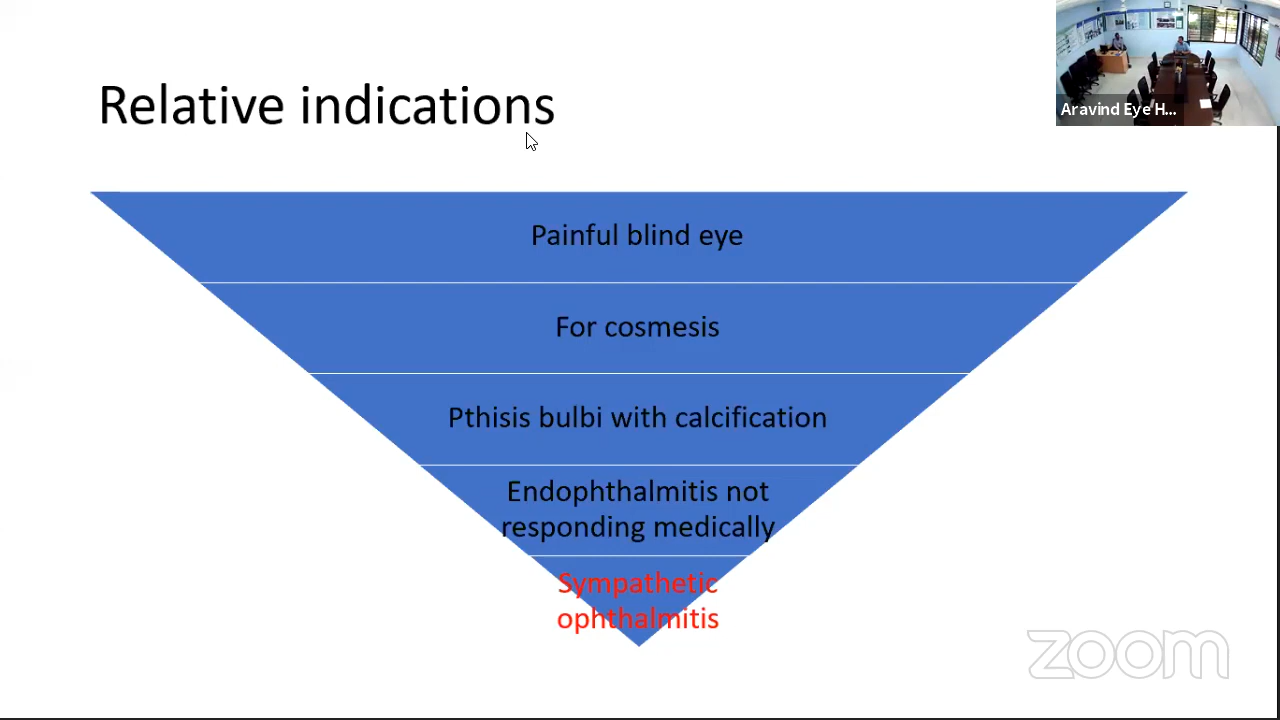 Relative indications
Aravind Eye H...
Painful blind eye
For cosmesis
Pthisis bulbi with calcification
Endophthalmitis not
responding medically
Sympathetic
ophthalmitis
zoom